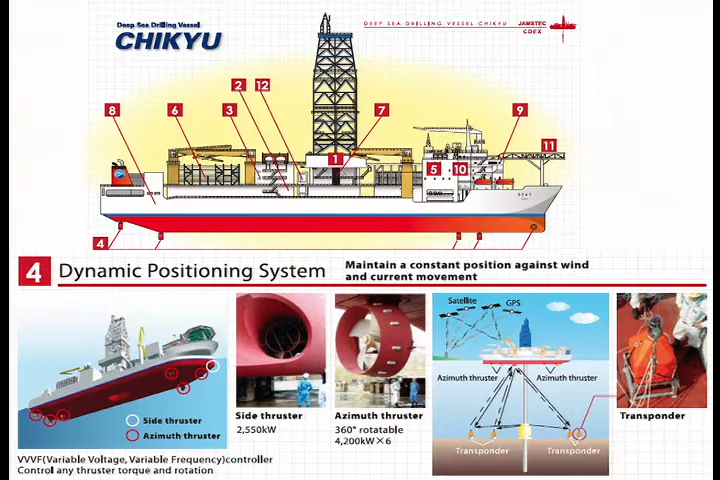 Deep Sea Drilling Vessel
CHIKYU
DEEP SEA DRILLING VESSEL CHIKYU
JAMSTEC
CDEX
2
12
8
6
3
7
9
1
11
5
10
4
4 Dynamic Positioning System
Maintain a constant position against wind
and current movement
Side thruster
Azimuth thruster
VVVF(Variable Voltage, Variable Frequency)controller
Control any thruster torque and rotation
Side thruster
2,550kW
Azimuth thruster
360° rotatable
4,200kW×6
Satellite
GPS
Azimuth thruster
Azimuth thruster
Transponder
Transponder
Transponder